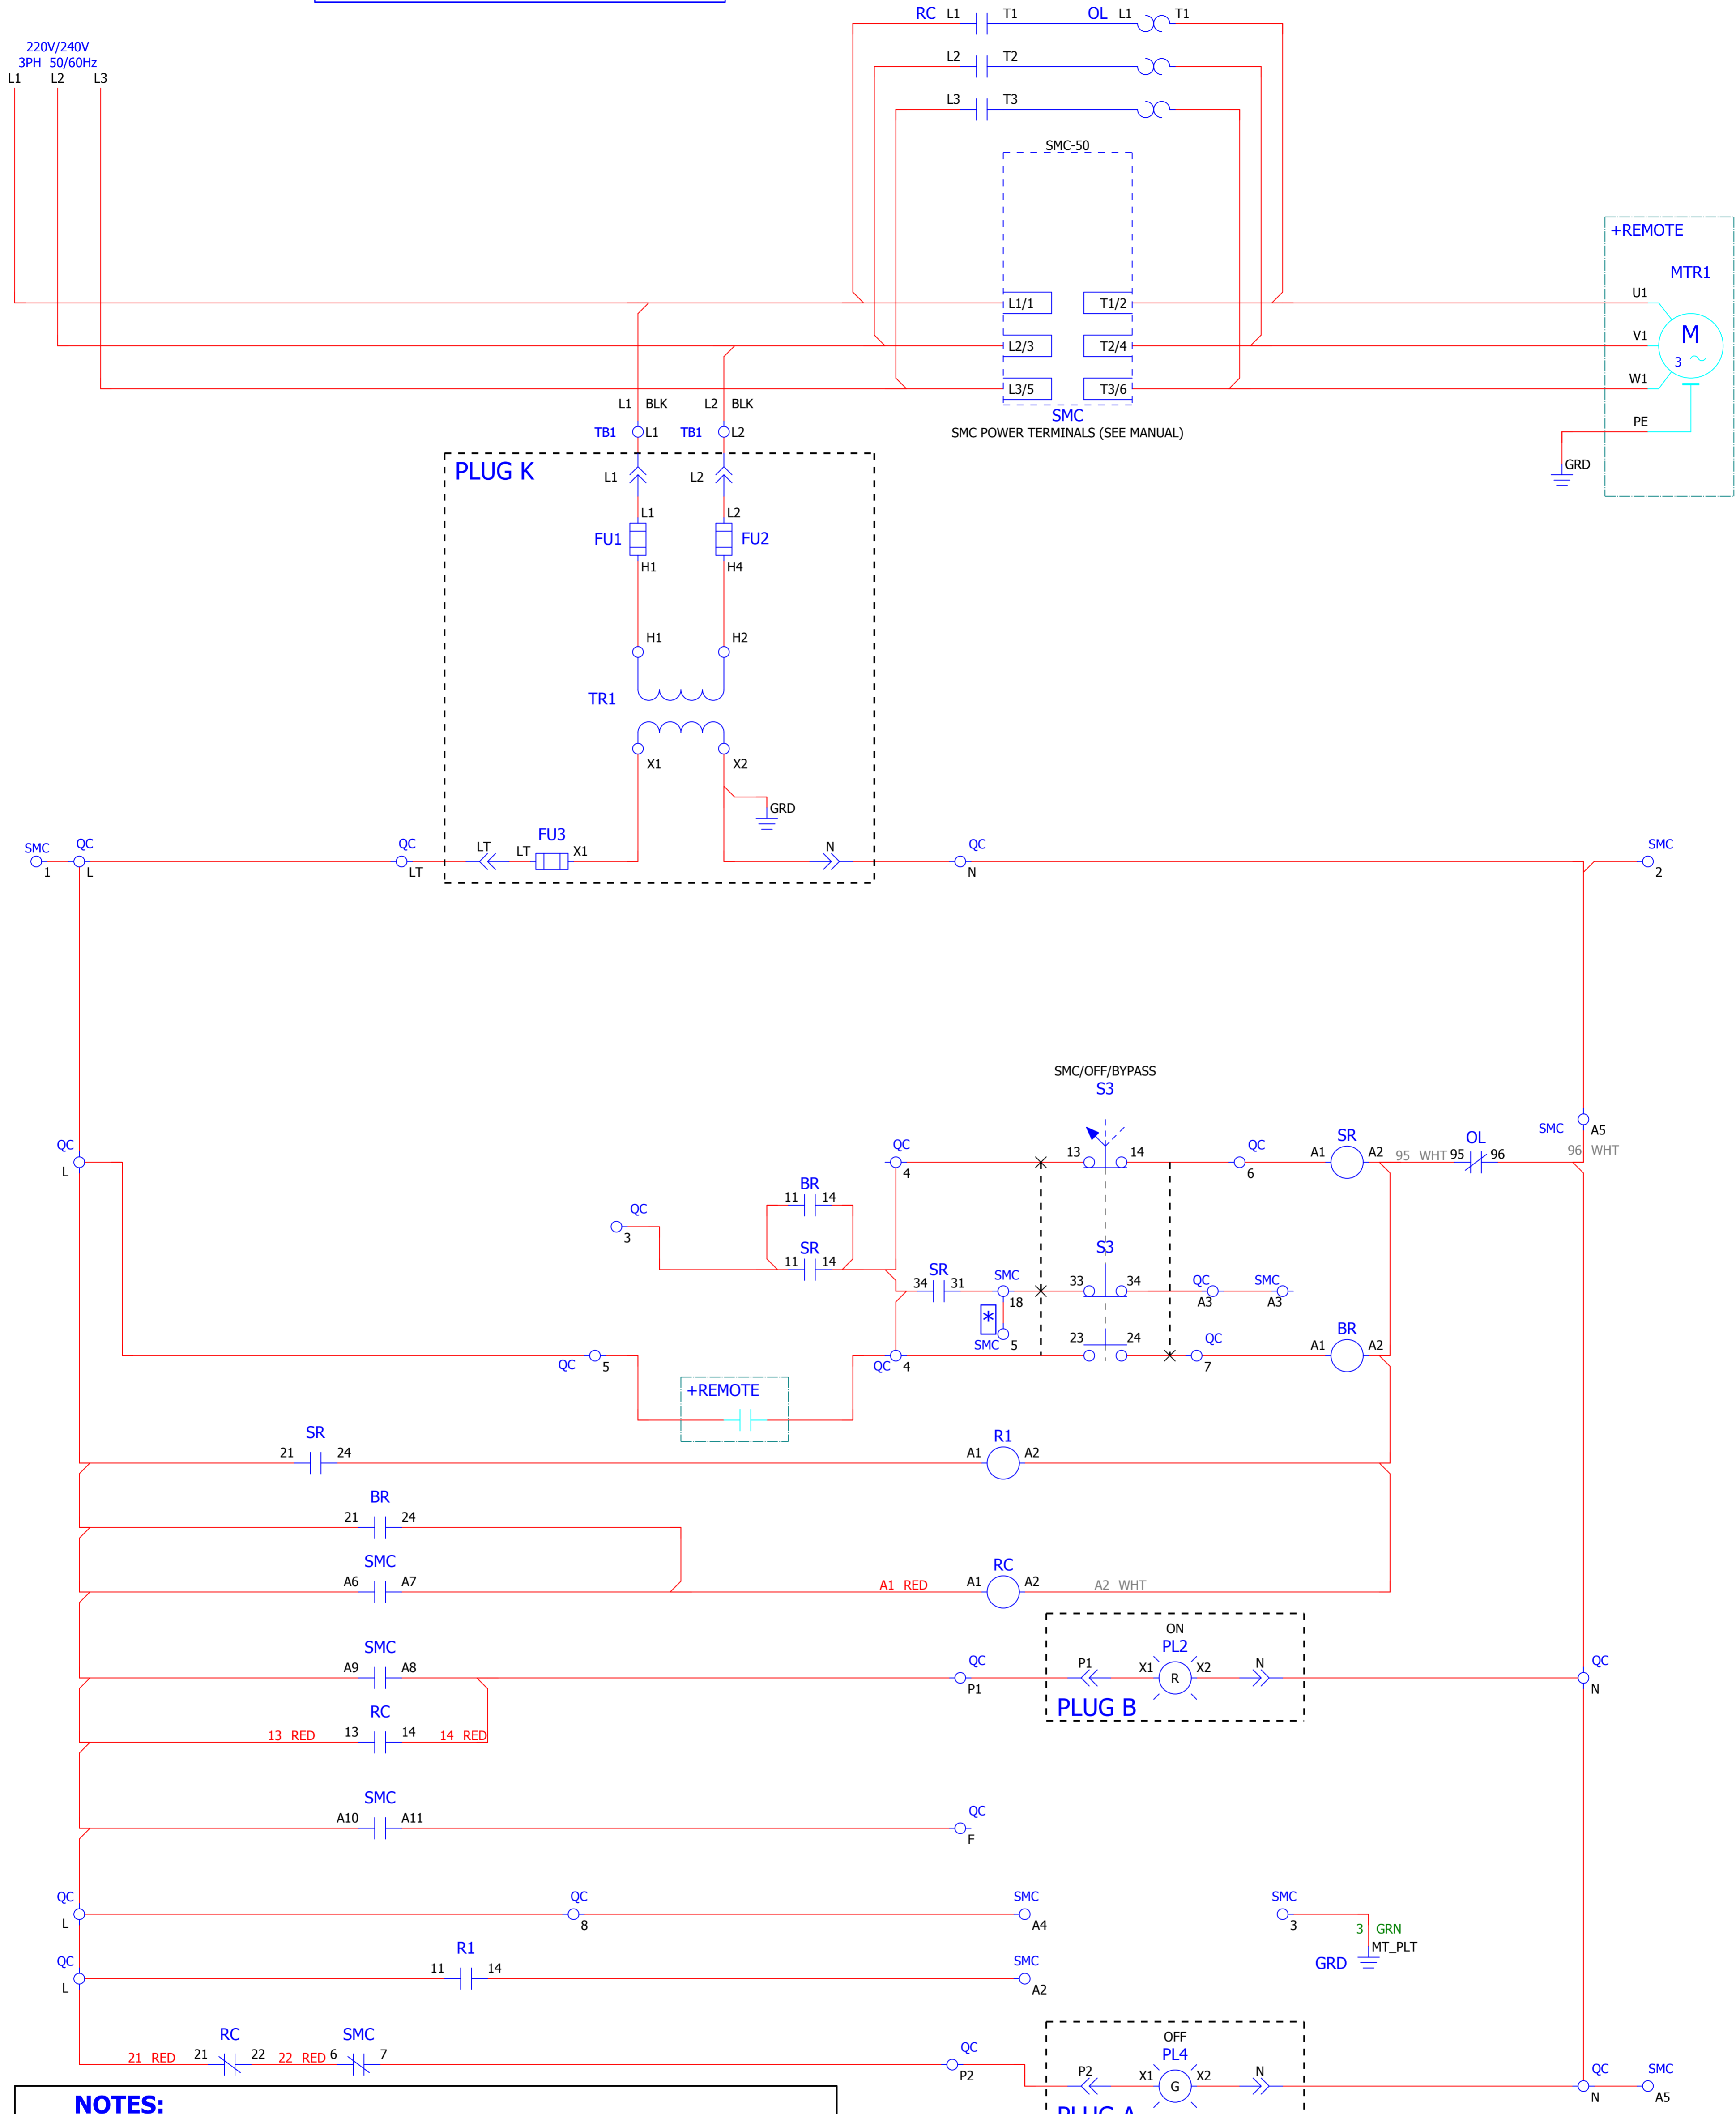 RC L1 T1 OL L1 T1
220V/240V
3PH 50/60Hz
L1 L2 L3
L2 T2
L3 T3
SMC-50
+REMOTE
MTR1
L1/1 T1/2 U1
L2/3 T2/4 V1
M
3
L3/5 T3/6 W1
L1 BLK L2 BLK
SMC
PE
TB1 L1 TB1 L2
SMC POWER TERMINALS (SEE MANUAL)
PLUG K
L1 L2
GRD
L1 L2
FU1 FU2
H1 H4
H1 H2
TR1
X1 X2
GRD
FU3
SMC QC QC LT LT X1 N QC SMC
1 L LT N 2
SMC/OFF/BYPASS
S3
SMC A5
QC QC 13 14 QC SR OL
A1 A2 95 WHT 95 96 96 WHT
L 4 6
BR
11 14
QC
3
SR S3
11 14
SR
34 31 SMC 33 34 QC SMC
18 A3 A3
*
SMC 5
23 24 QC BR
A1 A2
QC 5 QC 4 7
+REMOTE
SR R1
21 24 A1 A2
BR
21 24
SMC RC
A6 A7 A1 RED A1 A2 A2 WHT
ON
SMC PL2
A9 A8 QC P1 X1 R X2 N QC
P1 N
RC PLUG B
13 RED 13 14 14 RED
SMC
A10 A11 QC
F
QC QC SMC SMC
L 8 A4 3
3 GRN
MT_PLT
GRD
QC R1 SMC
11 14
L A2
OFF
RC SMC PL4
21 RED 21 22 22 RED 6 7 QC
P2 P2 X1 G X2 N QC SMC
N A5
NOTES:
PLUG A